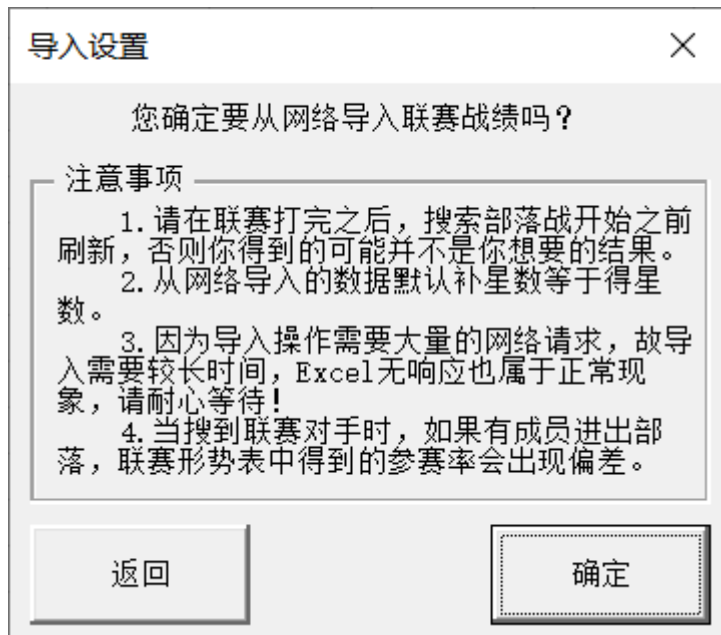 导入设置
您确定要从网络导入联赛战绩吗？
注意事项
1.请在联赛打完之后，搜索部落战开始之前
刷新，否则你得到的可能并不是你想要的结果。
2.从网络导入的数据默认补星数等于得星
数。
3.因为导入操作需要大量的网络请求，故导
入需要较长时间，Excel无响应也属于正常现
象，请耐心等待！
4.当搜到联赛对手时，如果有成员进出部
落，联赛形势表中得到的参赛率会出现偏差。
返回
确定